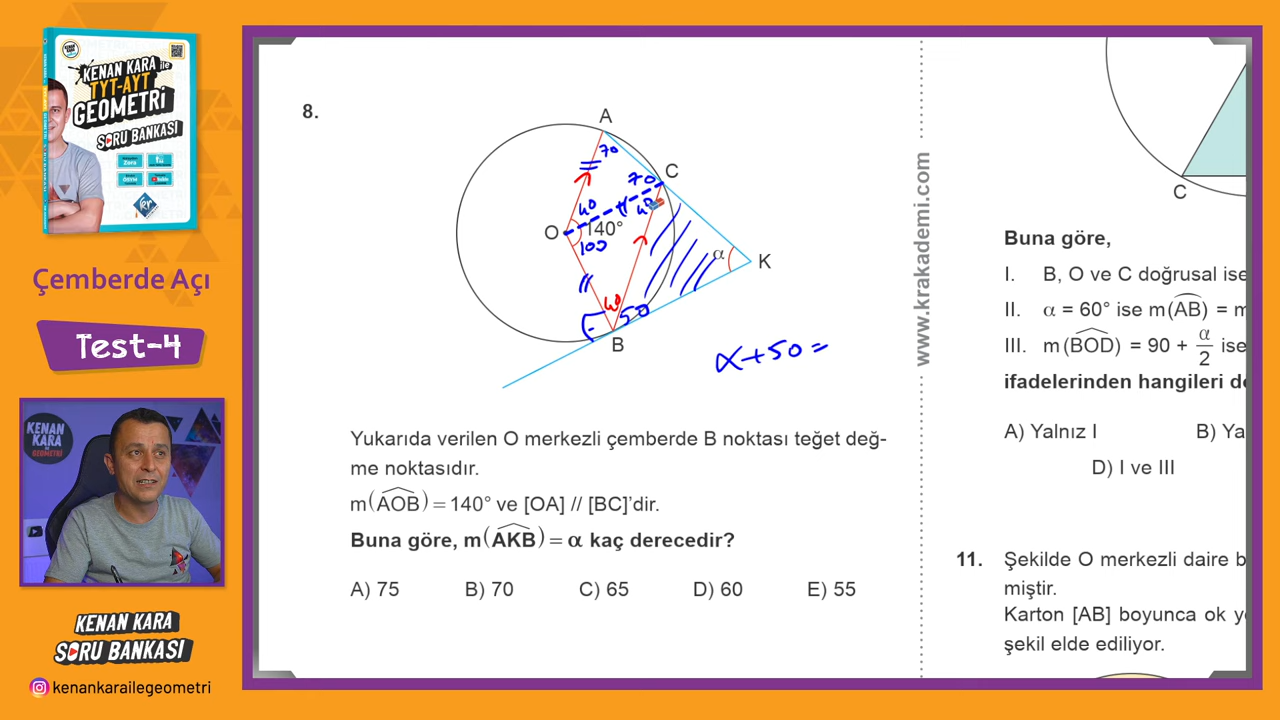 KENAN KARA ile
TYT-AYT
GEOMETRİ
SORU BANKASI
Çemberde Açı
Test-4
KENAN
KARA
ile
GEOMETRİ
KENAN KARA
SORU BANKASI
kenankarailegeometri
8.
A
70
C
70
40
40
O
140°
100
α
K
40
50
B
α+50=
Yukarıda verilen O merkezli çemberde B noktası teğet değ-
me noktasıdır.
m(AOB) = 140° ve [OA] // [BC]'dir.
Buna göre, m(AKB) = α kaç derecedir?
A) 75 B) 70 C) 65 D) 60 E) 55
www.krakademi.com
C
Buna göre,
I. B, O ve C doğrusal ise
II. α = 60° ise m(AB) = m
III. m(BOD) = 90 + α/2 ise
ifadelerinden hangileri do
A) Yalnız I B) Ya
D) I ve III
11. Şekilde O merkezli daire b
miştir.
Karton [AB] boyunca ok y
şekil elde ediliyor.